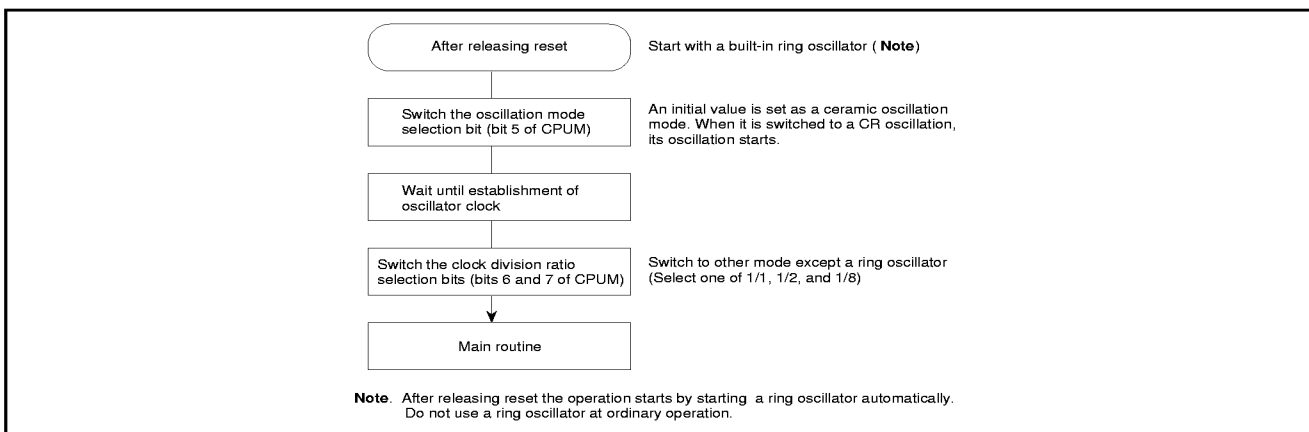 After releasing reset
Start with a built-in ring oscillator ( Note)
Switch the oscillation mode
selection bit (bit 5 of CPUM)
An initial value is set as a ceramic oscillation
mode. When it is switched to a CR oscillation,
its oscillation starts.
Wait until establishment of
oscillator clock
Switch the clock division ratio
selection bits (bits 6 and 7 of CPUM)
Switch to other mode except a ring oscillator
(Select one of 1/1, 1/2, and 1/8)
Main routine
Note. After releasing reset the operation starts by starting a ring oscillator automatically.
Do not use a ring oscillator at ordinary operation.